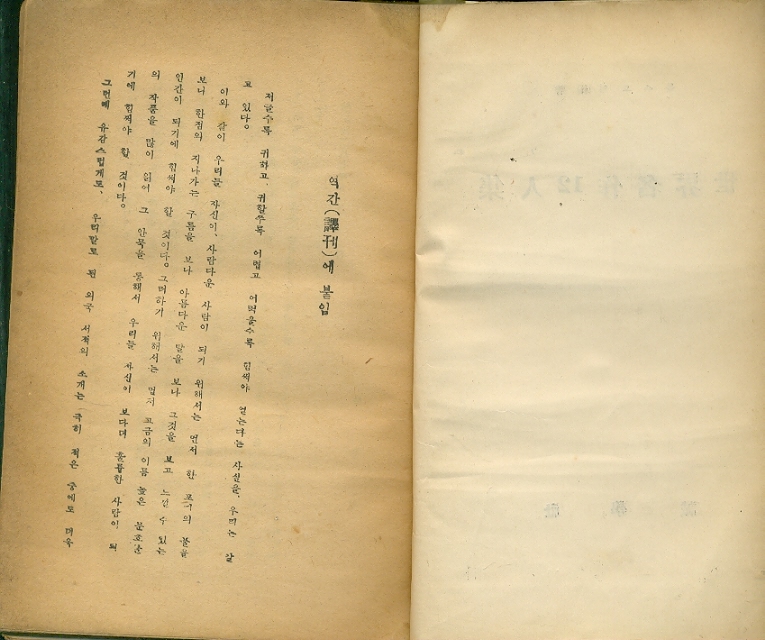 역간(譯刊)에 붙임
저글수록 귀하고, 귀할수록 어렵고 어려울수록 힘써야 얻는다는 사실을, 우리는 알
고 있다.
이와 같이 우리들 자신이, 사람다운 사람이 되기 위해서는 먼저 한 포기의 풀을
보나 한점의 지나가는 구름을 보나 아름다운 달을 보나 그것을 보고 느낄 수 있는
인간이 되기에 힘써야 할 것이다. 그러하기 위해서는 먼저 고금의 이름 높은 문호들
의 작품을 많이 읽어 그 안목을 통해서 우리들 자신이 보다더 훌륭한 사람이 되
기에 힘써야 할 것이다.
그런데 유감스럽게도, 우리말로 된 외국 서적의 소개는 극히 적은 중에도 더욱
世界名作12人集